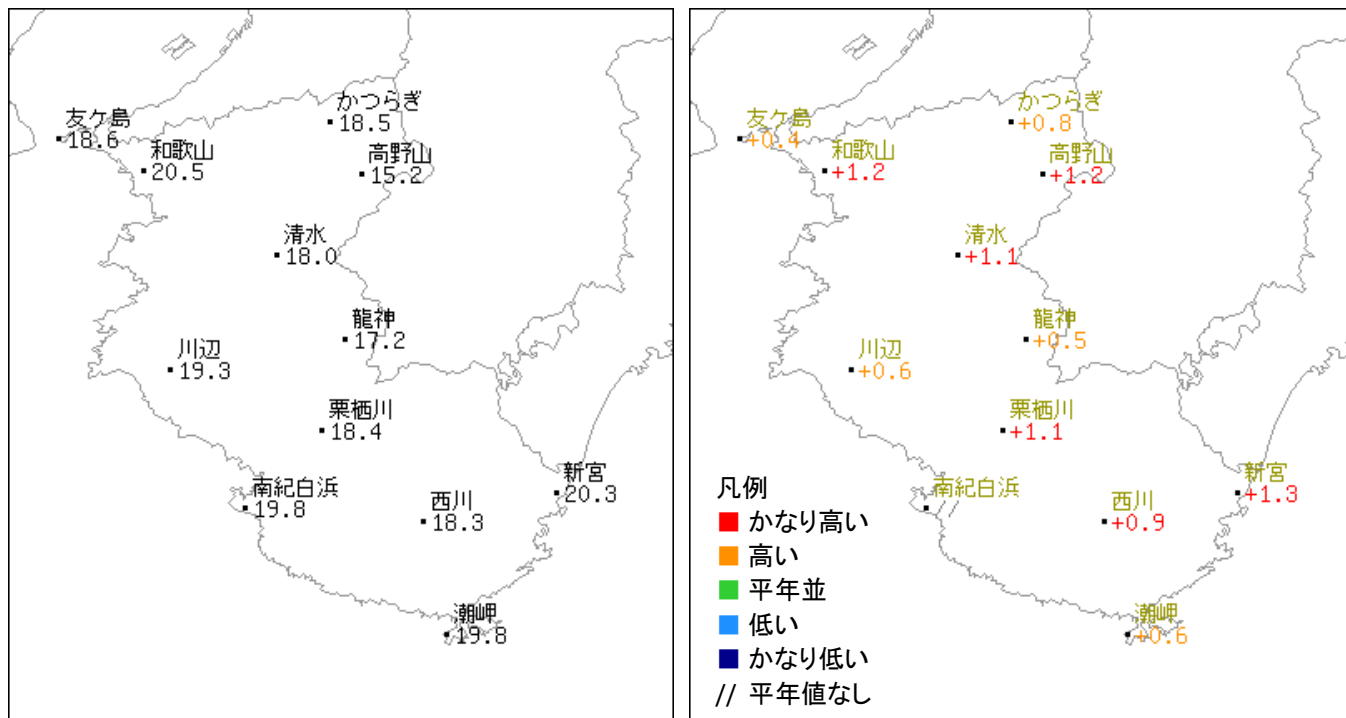 かつらぎ
18.5
友ケ島
18.6
和歌山
20.5
高野山
15.2
清水
18.0
龍神
17.2
川辺
19.3
栗栖川
18.4
南紀白浜
19.8
西川
18.3
新宮
20.3
潮岬
19.8
かつらぎ
+0.8
友ケ島
+0.4
和歌山
+1.2
高野山
+1.2
清水
+1.1
龍神
+0.5
川辺
+0.6
栗栖川
+1.1
南紀白浜
//
西川
+0.9
新宮
+1.3
潮岬
+0.6
凡例
かなり高い
高い
平年並
低い
かなり低い
// 平年値なし